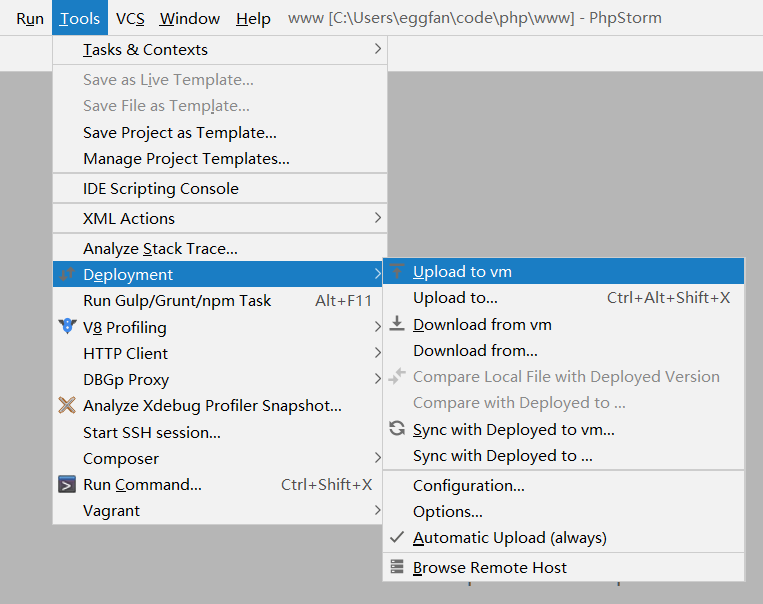 Run Tools VCS Window Help www [C:\Users\eggfan\code\php\www] - PhpStorm
Tasks & Contexts
Save as Live Template...
Save File as Template...
Save Project as Template...
Manage Project Templates...
IDE Scripting Console
XML Actions
Analyze Stack Trace...
Deployment
Run Gulp/Grunt/npm Task Alt+F11
V8 Profiling
HTTP Client
DBGp Proxy
Analyze Xdebug Profiler Snapshot...
Start SSH session...
Composer
Run Command... Ctrl+Shift+X
Vagrant
Upload to vm
Upload to... Ctrl+Alt+Shift+X
Download from vm
Download from...
Compare Local File with Deployed Version
Compare with Deployed to ...
Sync with Deployed to vm...
Sync with Deployed to ...
Configuration...
Options...
Automatic Upload (always)
Browse Remote Host